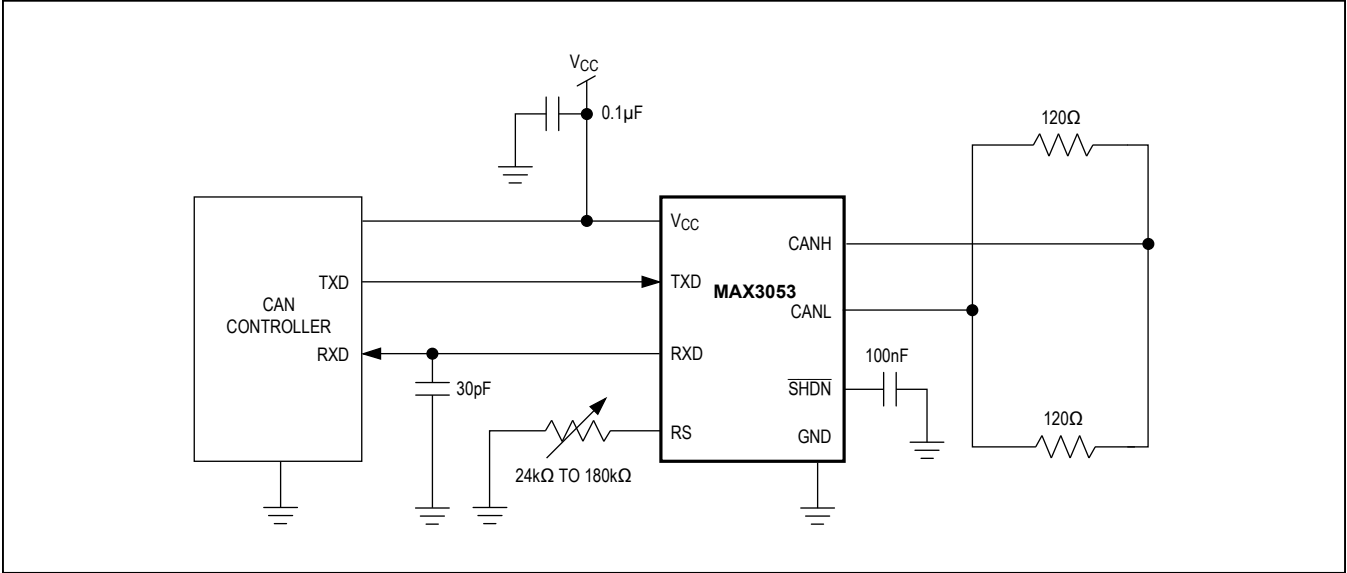 VCC
0.1µF
120Ω
VCC
CANH
TXD
TXD
MAX3053
CAN
CONTROLLER
CANL
RXD
RXD
100nF
30pF
SHDN
120Ω
RS
GND
24kΩ TO 180kΩ